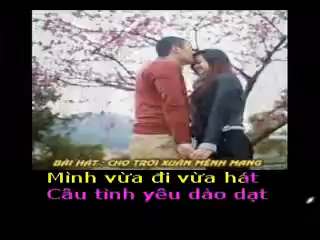 BÀI HÁT : CHO TRỜI XUÂN MÊNH MANG
Mình vừa đi vừa hát
Câu tình yêu dào dạt